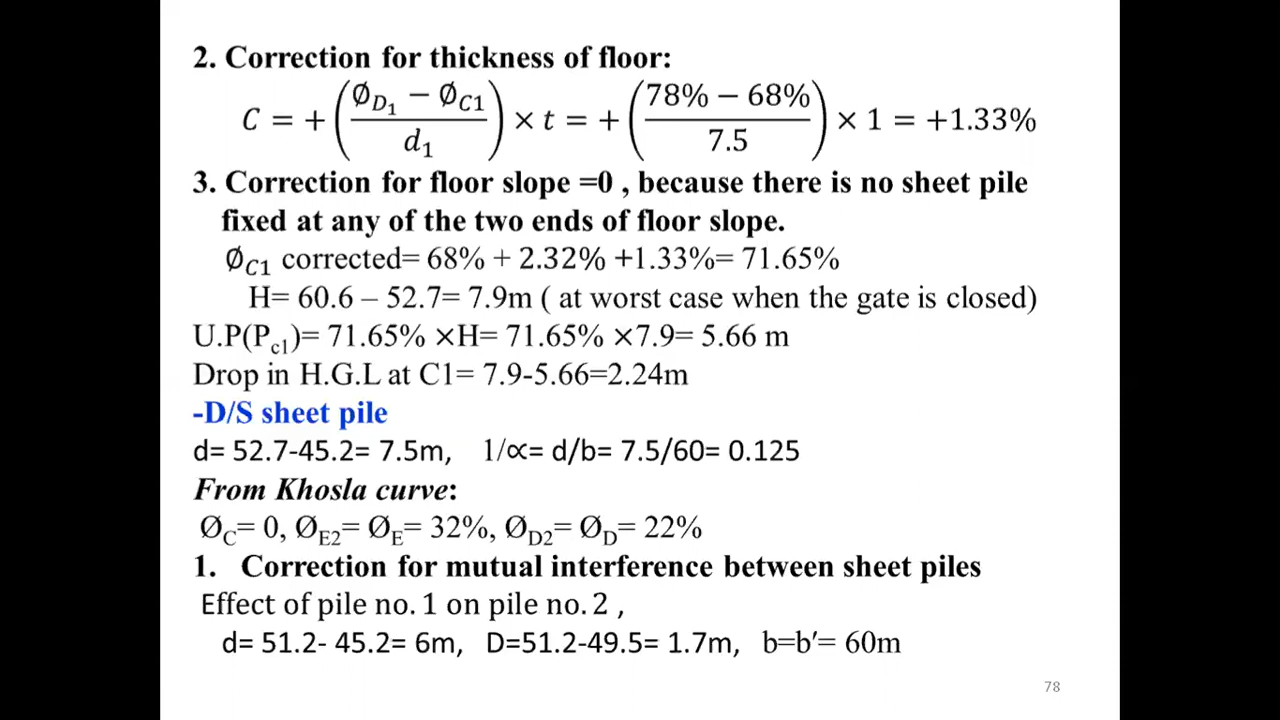 2. Correction for thickness of floor:
C = +((Ø_D₁ − Ø_C1)/d₁) × t = +((78% − 68%)/7.5) × 1 = +1.33%
3. Correction for floor slope =0 , because there is no sheet pile
fixed at any of the two ends of floor slope.
Ø_C1 corrected= 68% + 2.32% +1.33%= 71.65%
H= 60.6 – 52.7= 7.9m ( at worst case when the gate is closed)
U.P(P_c1)= 71.65% ×H= 71.65% ×7.9= 5.66 m
Drop in H.G.L at C1= 7.9-5.66=2.24m
-D/S sheet pile
d= 52.7-45.2= 7.5m, 1/∝= d/b= 7.5/60= 0.125
From Khosla curve:
Ø_C= 0, Ø_E2= Ø_E= 32%, Ø_D2= Ø_D= 22%
1. Correction for mutual interference between sheet piles
Effect of pile no. 1 on pile no. 2 ,
d= 51.2- 45.2= 6m, D=51.2-49.5= 1.7m, b=b′= 60m
78